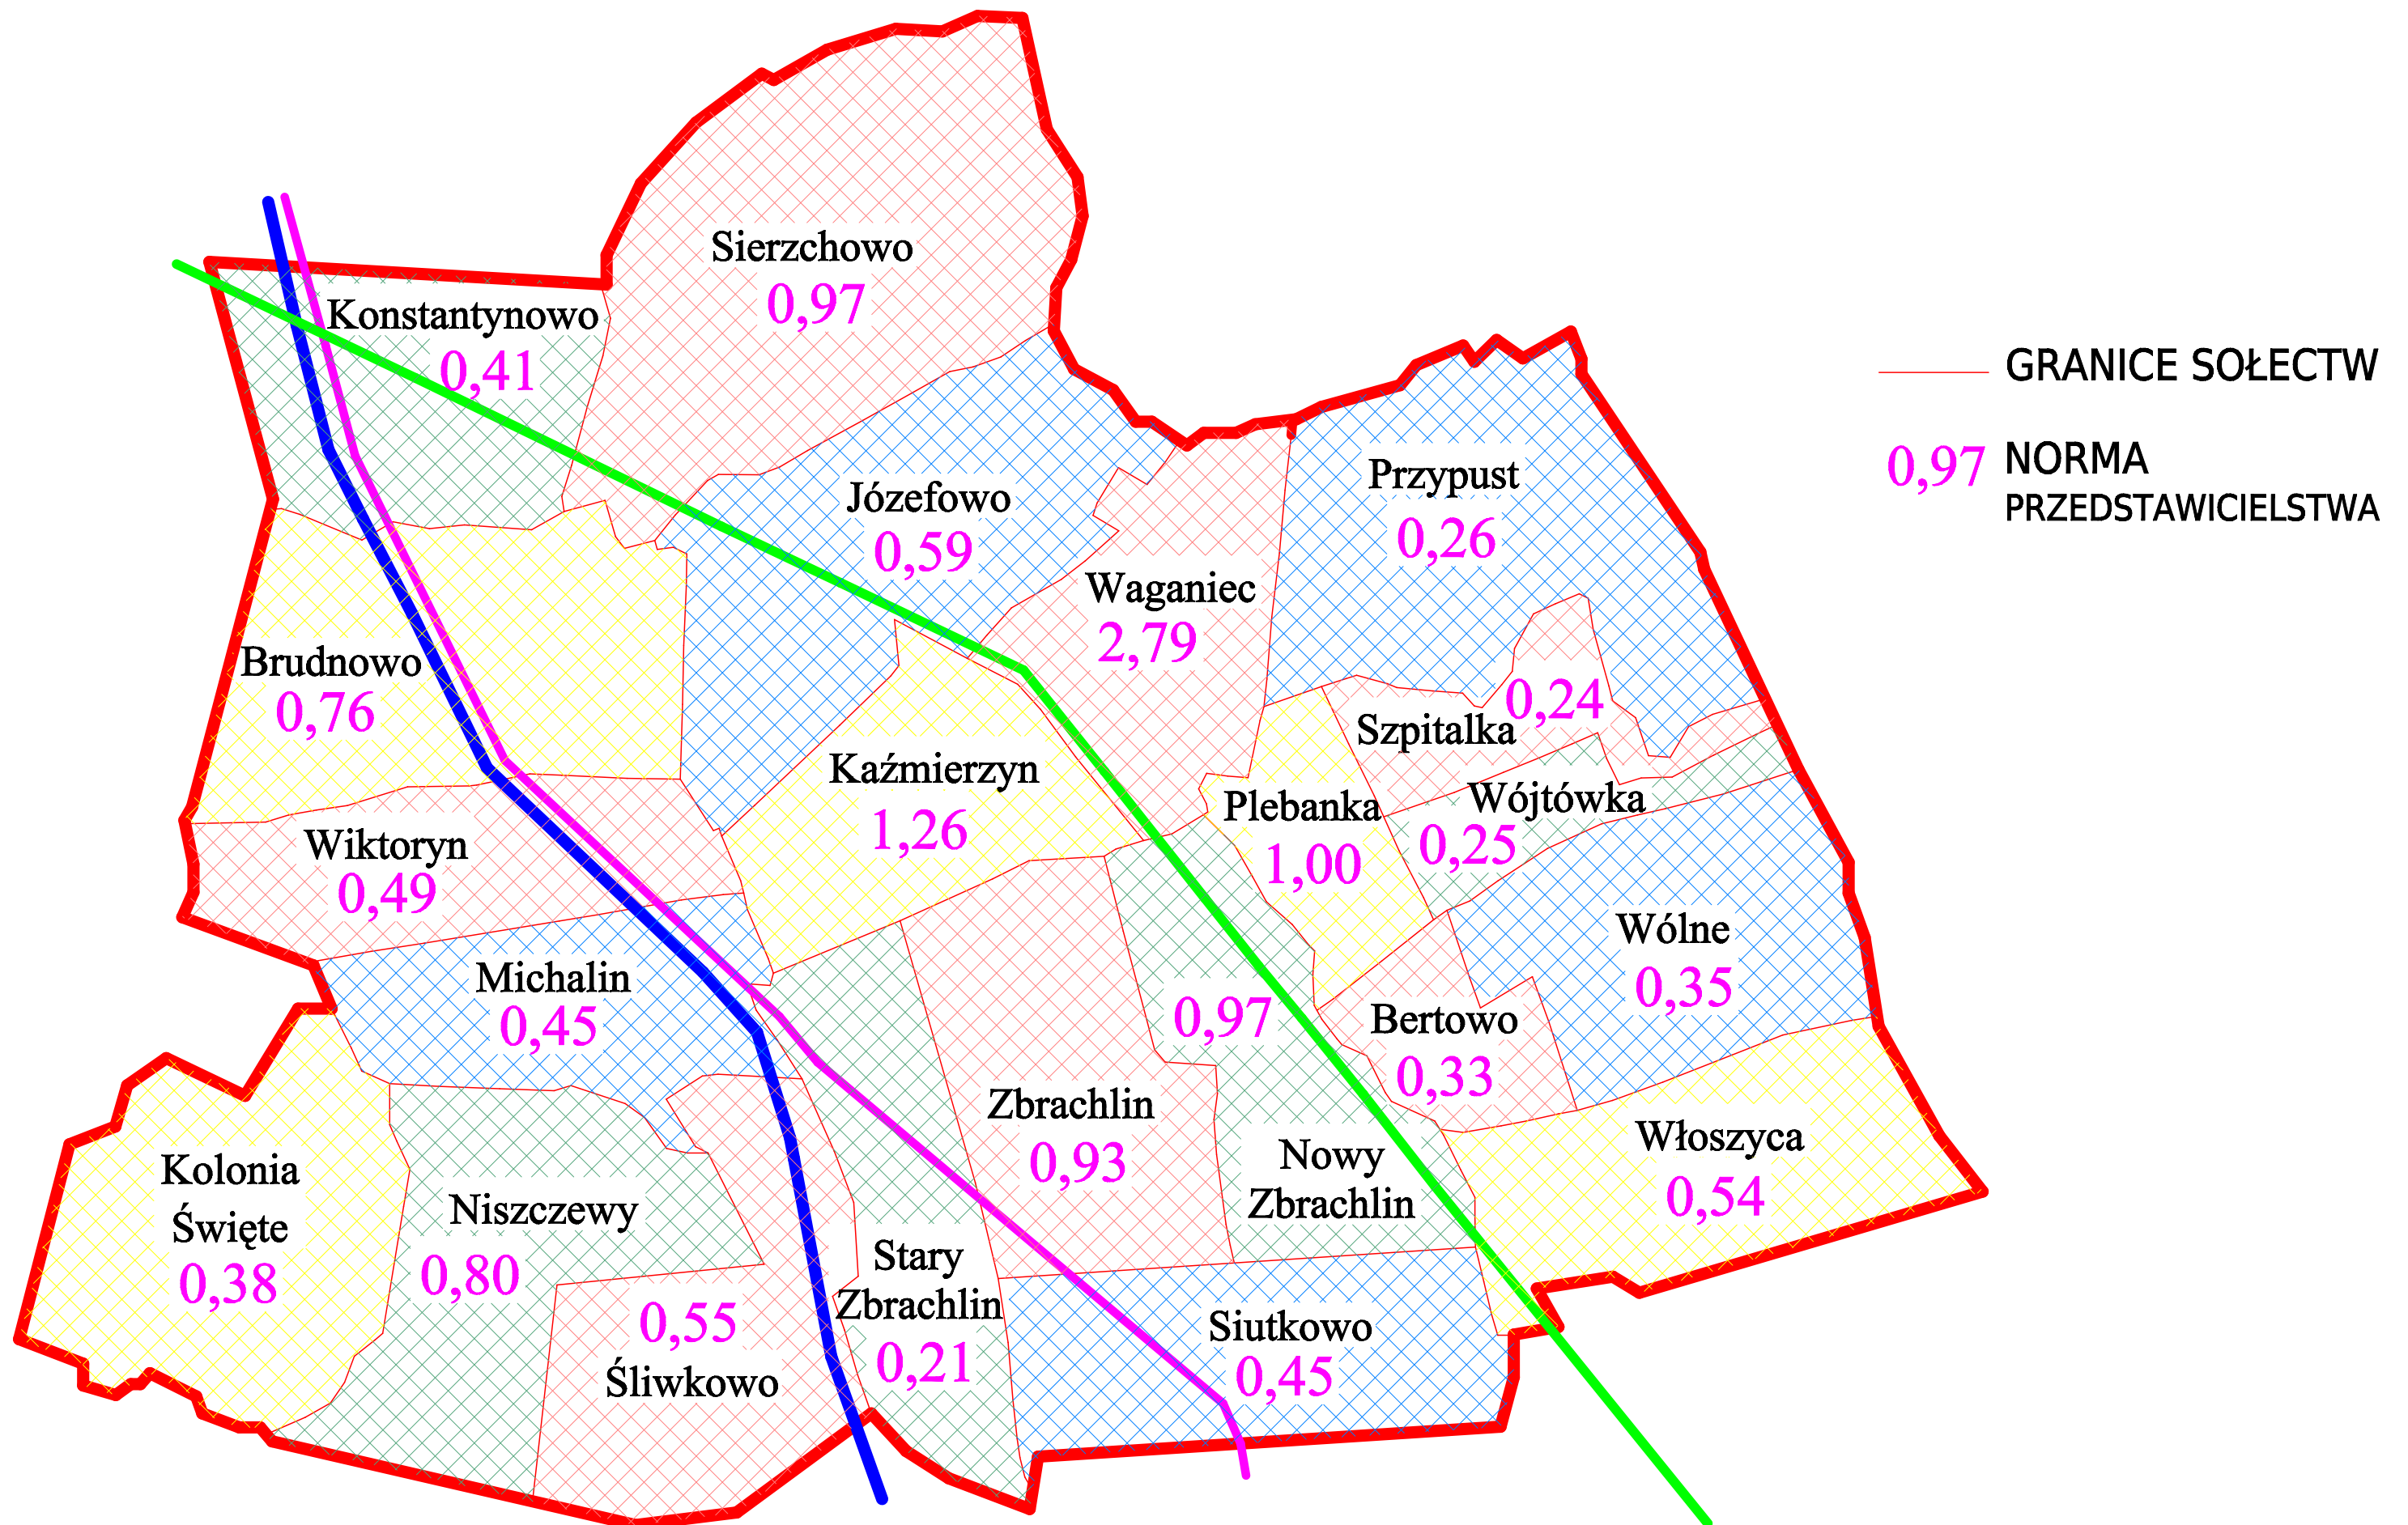 Sierzchowo
0,97
Konstantynowo
0,41
GRANICE SOŁECTW
0,97 NORMA
PRZEDSTAWICIELSTWA
Józefowo
0,59
Przypust
0,26
Waganiec
2,79
Brudnowo
0,76
0,24
Szpitalka
Kaźmierzyn
1,26
Plebanka
1,00
Wójtówka
0,25
Wiktoryn
0,49
Wólne
0,35
Michalin
0,45
0,97
Bertowo
0,33
Zbrachlin
0,93
Nowy
Zbrachlin
Włoszyca
0,54
Kolonia
Święte
0,38
Niszczewy
0,80
Stary
Zbrachlin
0,21
0,55
Śliwkowo
Siutkowo
0,45